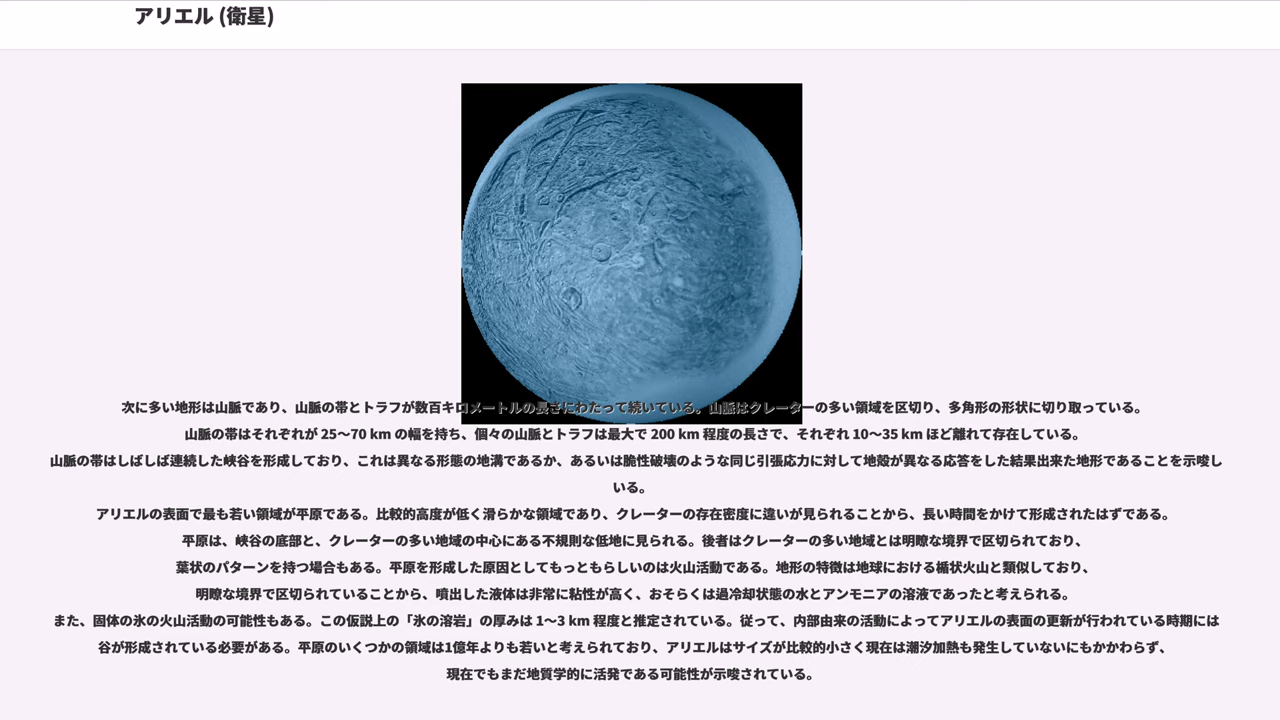 アリエル (衛星)
次に多い地形は山脈であり、山脈の帯とトラフが数百キロメートルの長さにわたって続いている。山脈はクレーターの多い領域を区切り、多角形の形状に切り取っている。
山脈の帯はそれぞれが 25〜70 km の幅を持ち、個々の山脈とトラフは最大で 200 km 程度の長さで、それぞれ 10〜35 km ほど離れて存在している。
山脈の帯はしばしば連続した峡谷を形成しており、これは異なる形態の地溝であるか、あるいは脆性破壊のような同じ引張応力に対して地殻が異なる応答をした結果出来た地形であることを示唆し
いる。
アリエルの表面で最も若い領域が平原である。比較的高度が低く滑らかな領域であり、クレーターの存在密度に違いが見られることから、長い時間をかけて形成されたはずである。
平原は、峡谷の底部と、クレーターの多い地域の中心にある不規則な低地に見られる。後者はクレーターの多い地域とは明瞭な境界で区切られており、
葉状のパターンを持つ場合もある。平原を形成した原因としてもっともらしいのは火山活動である。地形の特徴は地球における楯状火山と類似しており、
明瞭な境界で区切られていることから、噴出した液体は非常に粘性が高く、おそらくは過冷却状態の水とアンモニアの溶液であったと考えられる。
また、固体の氷の火山活動の可能性もある。この仮説上の「氷の溶岩」の厚みは 1〜3 km 程度と推定されている。従って、内部由来の活動によってアリエルの表面の更新が行われている時期には
谷が形成されている必要がある。平原のいくつかの領域は1億年よりも若いと考えられており、アリエルはサイズが比較的小さく現在は潮汐加熱も発生していないにもかかわらず、
現在でもまだ地質学的に活発である可能性が示唆されている。